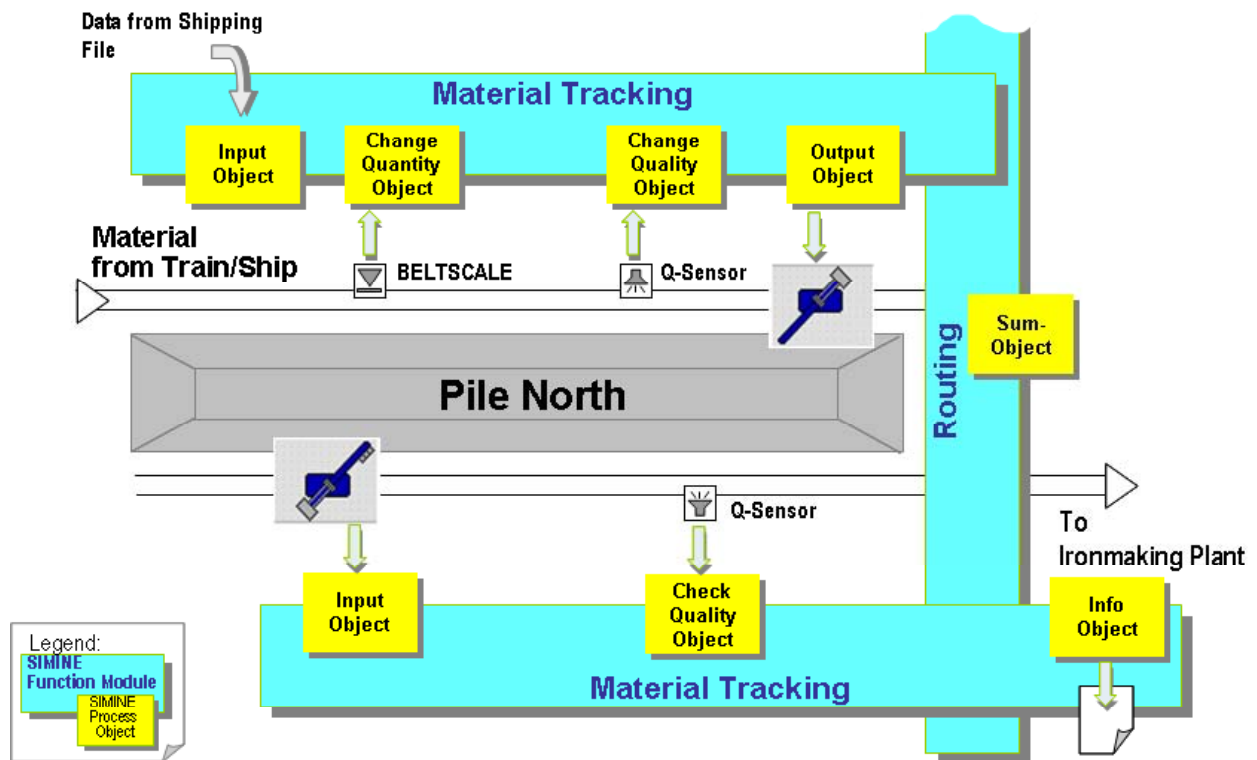 Data from Shipping
File
Material Tracking
Input
Object
Change
Quantity
Object
Change
Quality
Object
Output
Object
Material
from Train/Ship
BELTSCALE
Q-Sensor
Routing
Sum-
Object
Pile North
Q-Sensor
To
Ironmaking Plant
Input
Object
Check
Quality
Object
Info
Object
Material Tracking
Legend:
SIMINE
Function Module
SIMINE
Process
Object